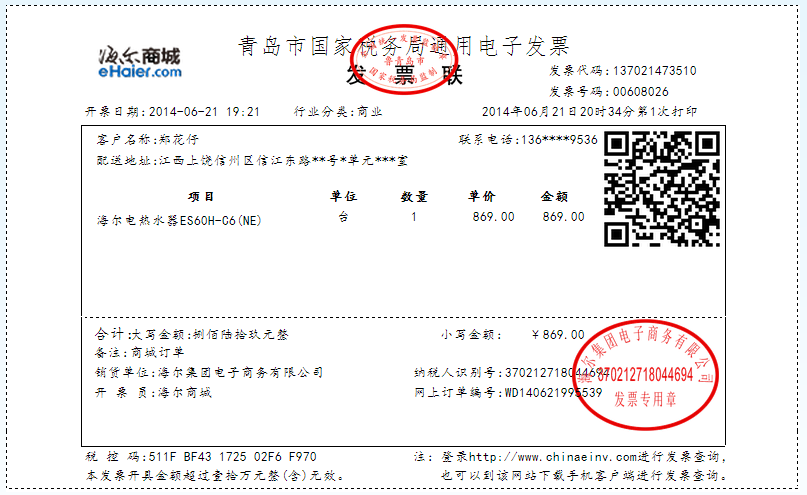 海尔商城
eHaier.com
青岛市国家税务局通用电子发票
鲁青岛市
国家税务局监制
发票联
发票代码:137021473510
发票号码:00608026
开票日期:2014-06-21 19:21 行业分类:商业 2014年06月21日20时34分第1次打印
客户名称:郑花仔 联系电话:136****9536
配送地址:江西上饶信州区信江东路**号*单元***室
项目 单位 数量 单价 金额
海尔电热水器ES60H-C6(NE) 台 1 869.00 869.00
合计:大写金额:捌佰陆拾玖元整 小写金额: ￥869.00
备注:商城订单
销货单位:海尔集团电子商务有限公司 纳税人识别号:370212718044694
开 票 员:海尔商城 网上订单编号:WD140621995539
海尔集团电子商务有限公司
370212718044694
发票专用章
税 控 码:511F BF43 1725 02F6 F970 注: 登录http://www.chinaeinv.com进行发票查询,
本发票开具金额超过壹拾万元整(含)无效。 也可以到该网站下载手机客户端进行发票查询。